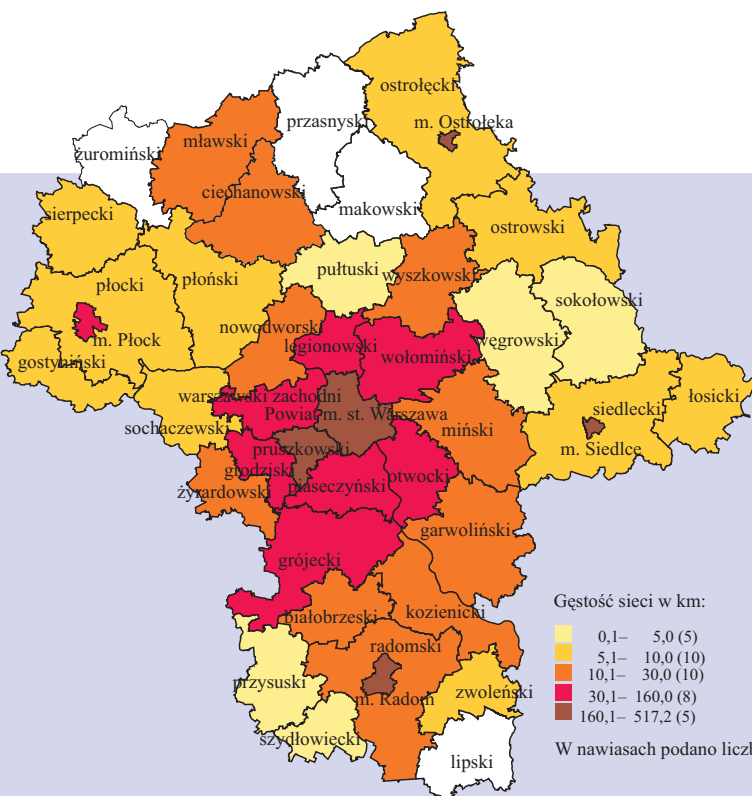 ostrołęcki
m. Ostrołęka
przasnyski
mławski
żuromiński
ciechanowski
makowski
sierpecki
ostrowski
pułtuski
wyszkowski
płocki
płoński
sokołowski
nowodworski
m. Płock
legionowski
wołomiński
węgrowski
gostyniński
warszawski zachodni
łosicki
siedlecki
Powiat m. st. Warszawa
sochaczewski
miński
m. Siedlce
pruszkowski
grodziski
otwocki
piaseczyński
żyrardowski
garwoliński
grójecki
kozienicki
białobrzeski
radomski
przysuski
zwoleński
m. Radom
szydłowiecki
lipski
Gęstość sieci w km:
0,1– 5,0 (5)
5,1– 10,0 (10)
10,1– 30,0 (10)
30,1– 160,0 (8)
160,1– 517,2 (5)
W nawiasach podano liczb